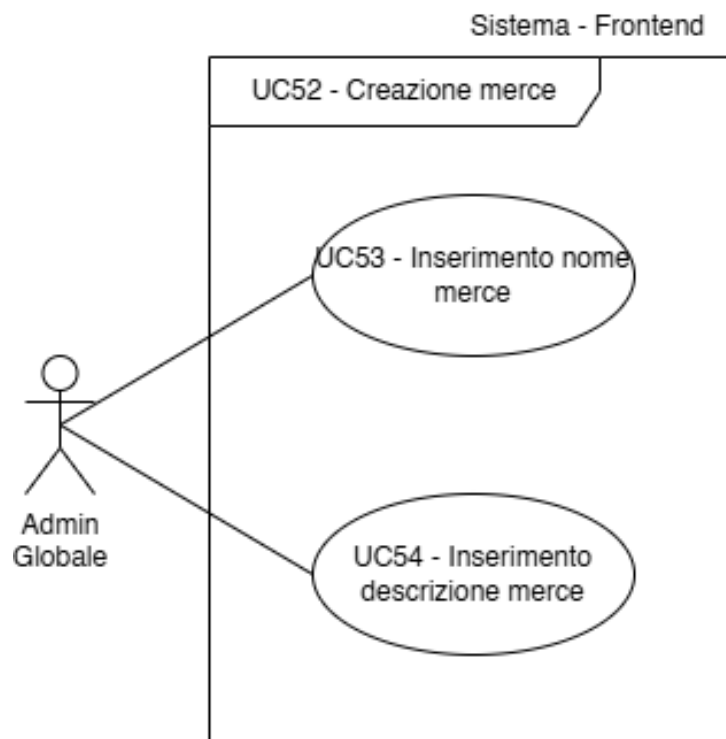 Sistema - Frontend
UC52 - Creazione merce
UC53 - Inserimento nome
merce
Admin
Globale
UC54 - Inserimento
descrizione merce